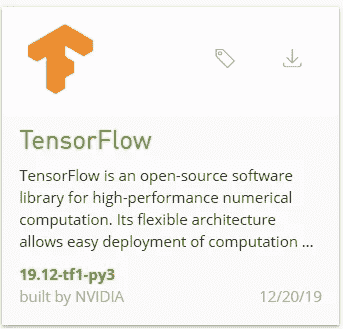 TensorFlow
TensorFlow is an open-source software
library for high-performance numerical
computation. Its flexible architecture
allows easy deployment of computation ...
19.12-tf1-py3
built by NVIDIA 12/20/19